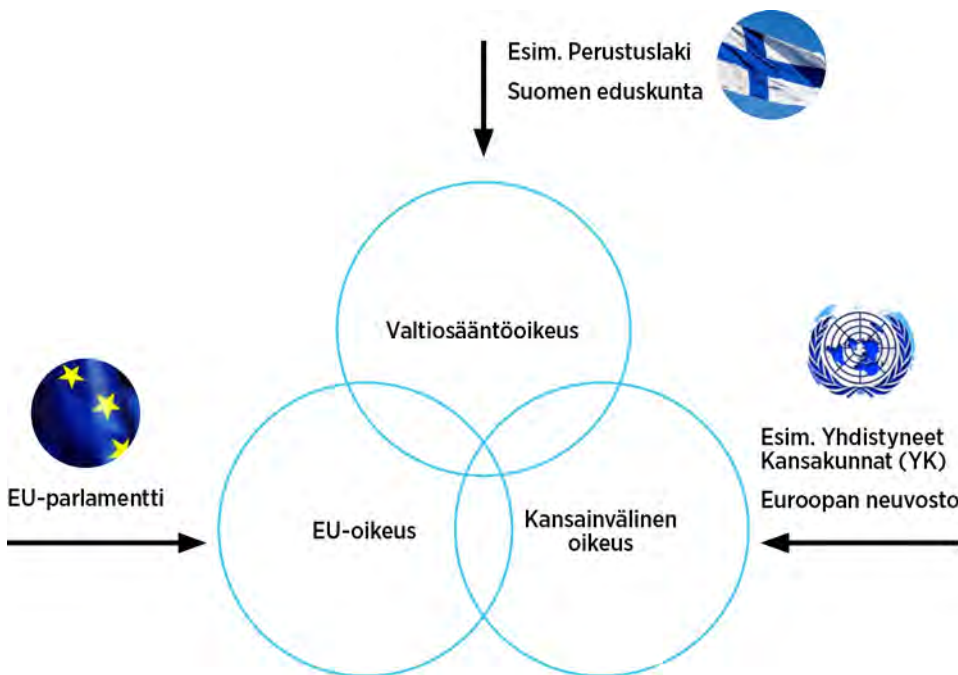 Esim. Perustuslaki
Suomen eduskunta
Valtiosääntöoikeus
EU-parlamentti
EU-oikeus
Kansainvälinen
oikeus
Esim. Yhdistyneet
Kansakunnat (YK)
Euroopan neuvosto